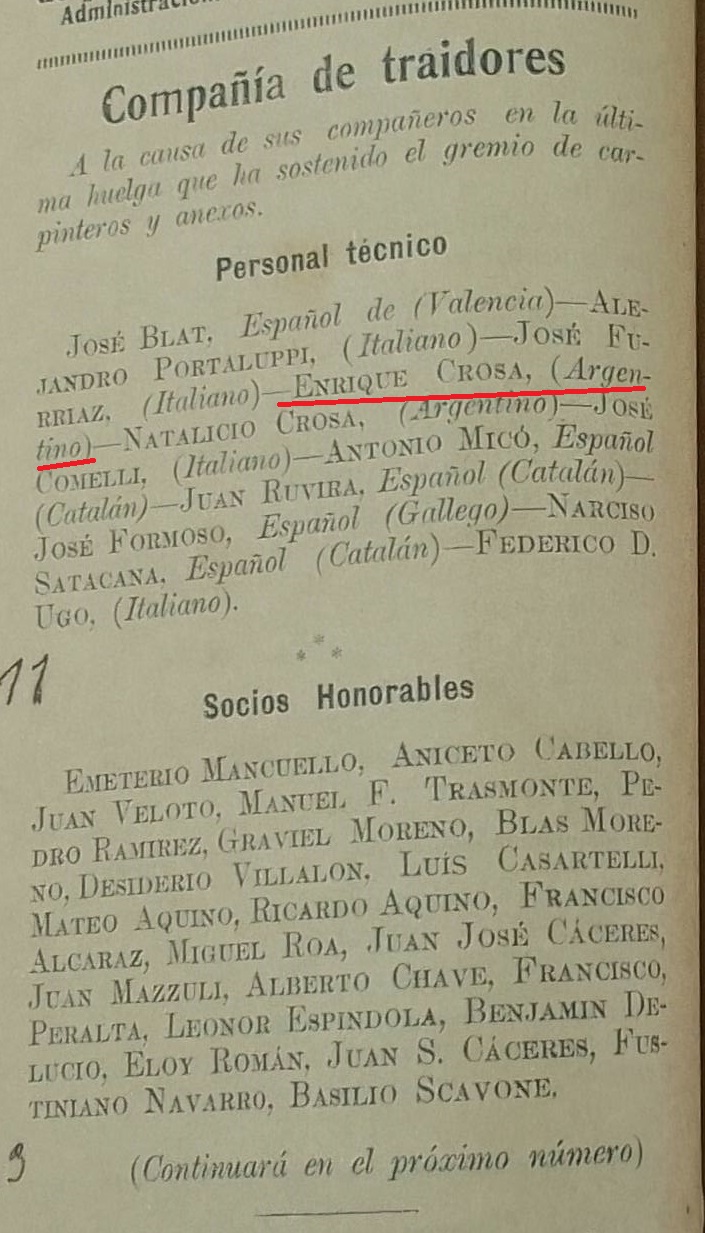 Compañía de traidores
A la causa de sus compañeros en la últi-
ma huelga que ha sostenido el gremio de car-
pinteros y anexos.
Personal técnico
JOSÉ BLAT, Español de (Valencia)—ALE-
JANDRO PORTALUPPI, (Italiano)—JOSÉ FU-
RRIAZ, (Italiano)—ENRIQUE CROSA, (Argen-
tino)—NATALICIO CROSA, (Argentino)—JOSÉ
COMELLI, (Italiano)—ANTONIO MICÓ, Español
(Catalán)—JUAN RUVIRA, Español (Catalán)—
JOSÉ FORMOSO, Español (Gallego)—NARCISO
SATACANA, Español (Catalán)—FEDERICO D.
UGO, (Italiano).
11
Socios Honorables
EMETERIO MANCUELLO, ANICETO CABELLO,
JUAN VELOTO, MANUEL F. TRASMONTE, PE-
DRO RAMIREZ, GRAVIEL MORENO, BLAS MORE-
NO, DESIDERIO VILLALON, LUÍS CASARTELLI,
MATEO AQUINO, RICARDO AQUINO, FRANCISCO
ALCARAZ, MIGUEL ROA, JUAN JOSÉ CÁCERES,
JUAN MAZZULI, ALBERTO CHAVE, FRANCISCO,
PERALTA, LEONOR ESPINDOLA, BENJAMIN DE-
LUCIO, ELOY ROMÁN, JUAN S. CÁCERES, FUS-
TINIANO NAVARRO, BASILIO SCAVONE.
(Continuará en el próximo número)